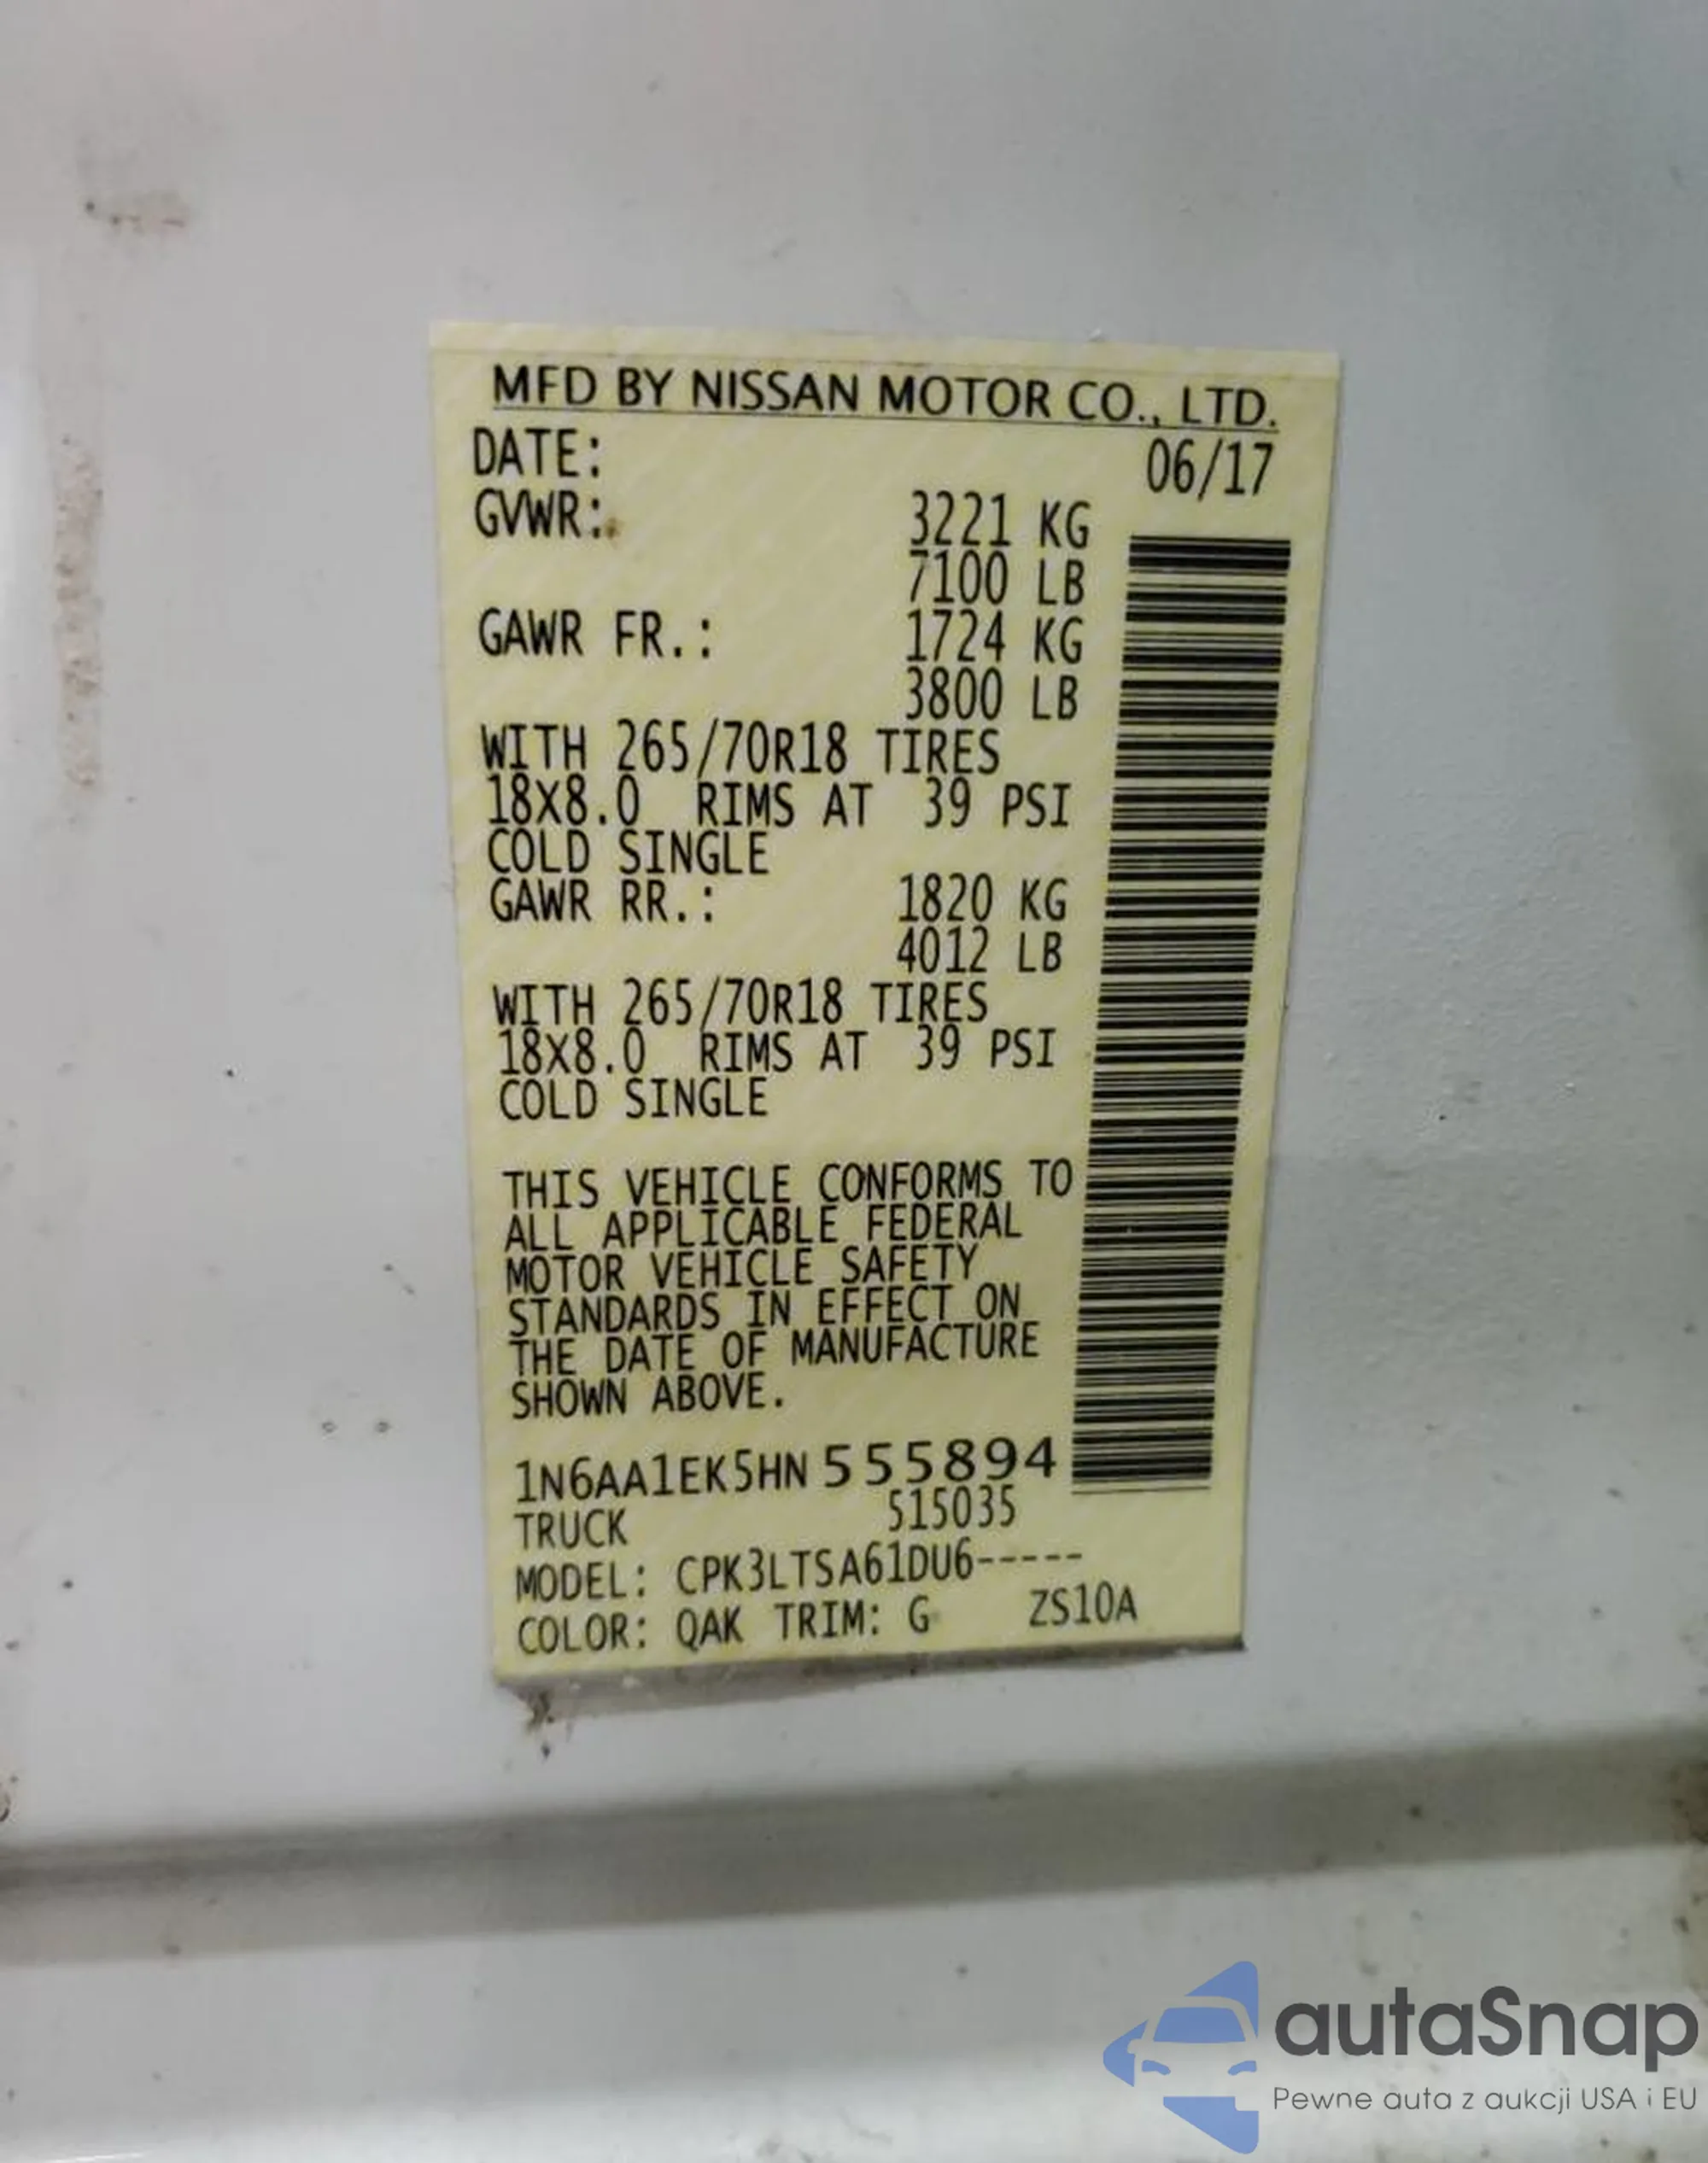 MFD BY NISSAN MOTOR CO., LTD.
DATE: 06/17
GVWR: 3221 KG
7100 LB
GAWR FR.: 1724 KG
3800 LB
WITH 265/70R18 TIRES
18X8.0 RIMS AT 39 PSI
COLD SINGLE
GAWR RR.: 1820 KG
4012 LB
WITH 265/70R18 TIRES
18X8.0 RIMS AT 39 PSI
COLD SINGLE
THIS VEHICLE CONFORMS TO
ALL APPLICABLE FEDERAL
MOTOR VEHICLE SAFETY
STANDARDS IN EFFECT ON
THE DATE OF MANUFACTURE
SHOWN ABOVE.
1N6AA1EK5HN555894
TRUCK 515035
MODEL: CPK3LTSA61DU6-----
COLOR: QAK TRIM: G ZS10A
autaSnap
Pewne auta z aukcji USA i EU